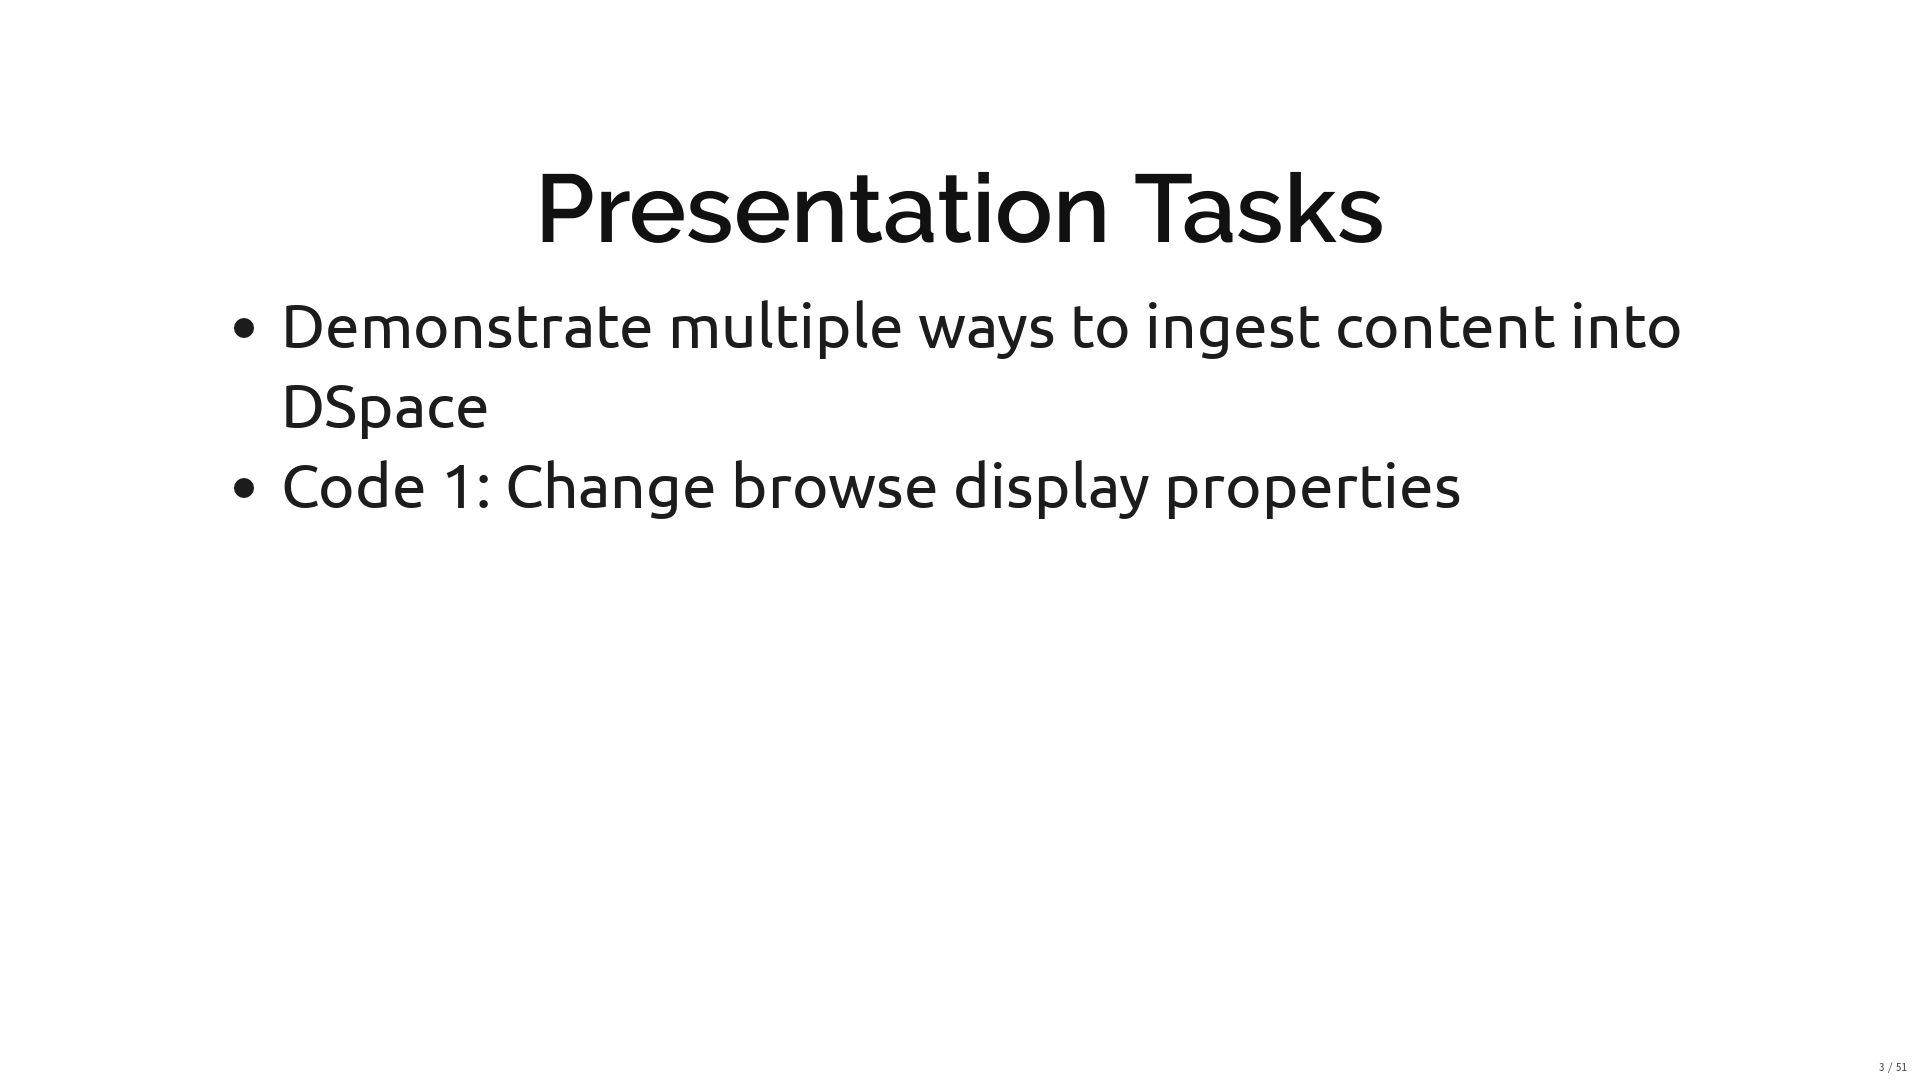 Presentation Tasks
• Demonstrate multiple ways to ingest content into
DSpace
• Code 1: Change browse display properties
3 / 51